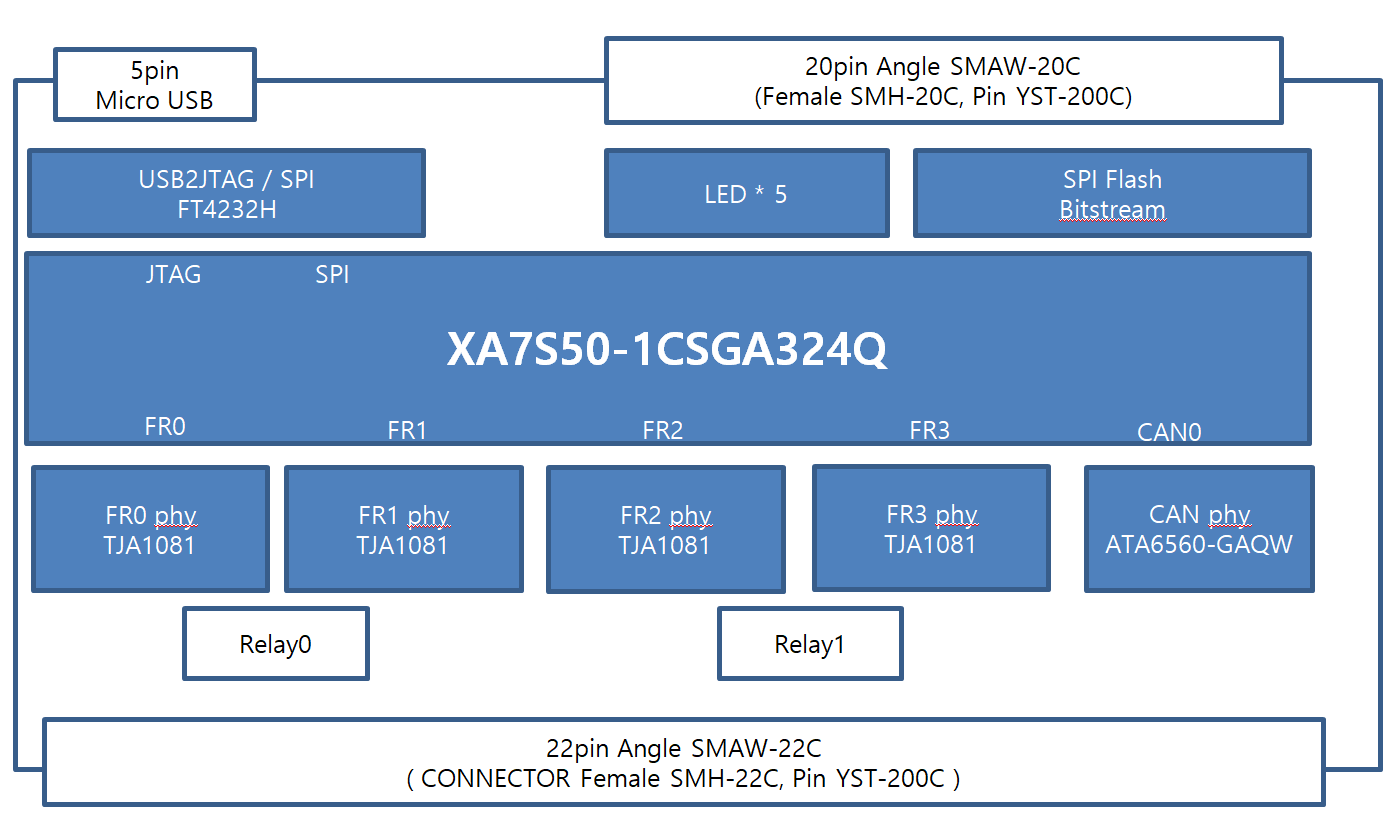 5pin
Micro USB
20pin Angle SMAW-20C
(Female SMH-20C, Pin YST-200C)
USB2JTAG / SPI
FT4232H
LED * 5
SPI Flash
Bitstream
JTAG
SPI
XA7S50-1CSGA324Q
FR0
FR1
FR2
FR3
CAN0
FR0 phy
TJA1081
FR1 phy
TJA1081
FR2 phy
TJA1081
FR3 phy
TJA1081
CAN phy
ATA6560-GAQW
Relay0
Relay1
22pin Angle SMAW-22C
( CONNECTOR Female SMH-22C, Pin YST-200C )